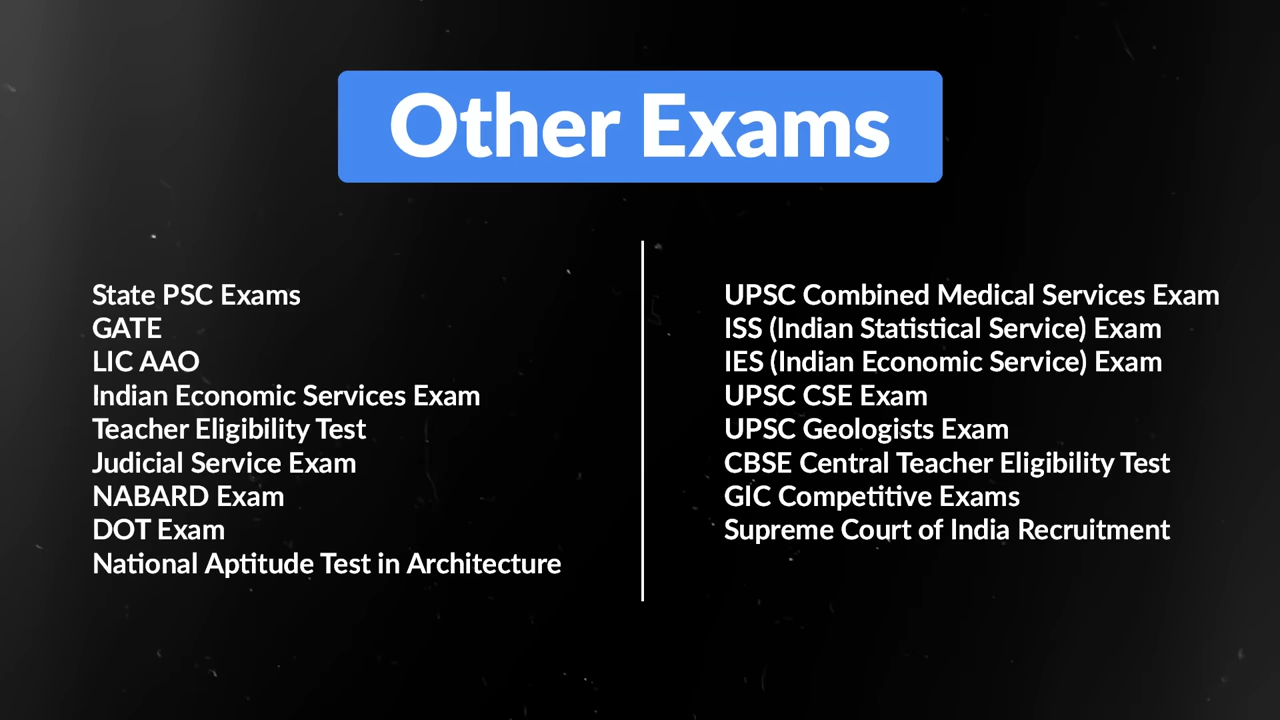 Other Exams
State PSC Exams
GATE
LIC AAO
Indian Economic Services Exam
Teacher Eligibility Test
Judicial Service Exam
NABARD Exam
DOT Exam
National Aptitude Test in Architecture
UPSC Combined Medical Services Exam
ISS (Indian Statistical Service) Exam
IES (Indian Economic Service) Exam
UPSC CSE Exam
UPSC Geologists Exam
CBSE Central Teacher Eligibility Test
GIC Competitive Exams
Supreme Court of India Recruitment